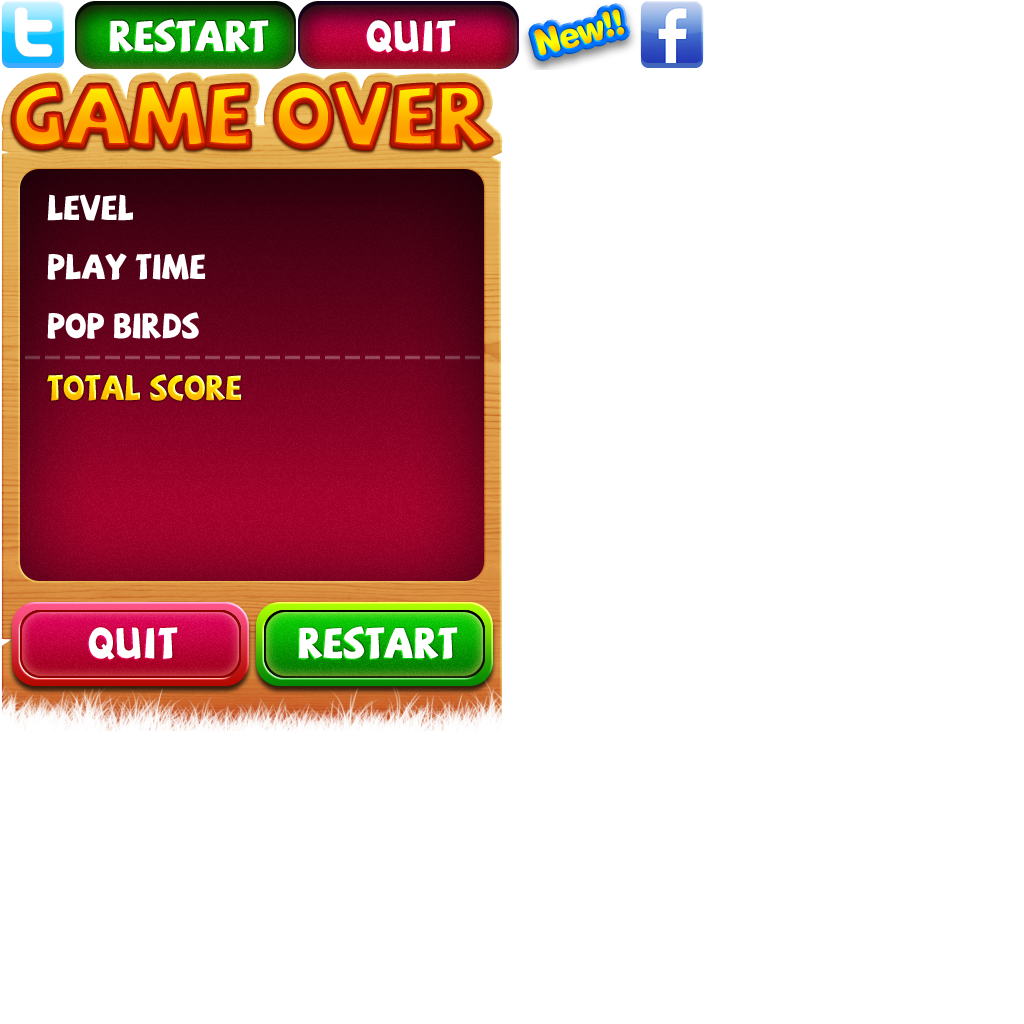 t RESTART QUIT New!! f
GAME OVER
LEVEL
PLAY TIME
POP BIRDS
TOTAL SCORE
QUIT RESTART